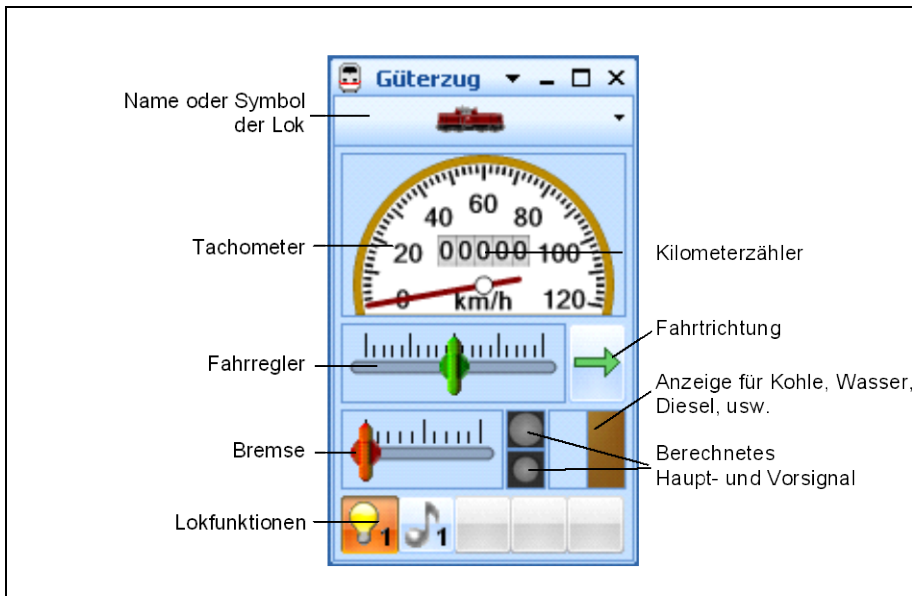 Güterzug
Name oder Symbol
der Lok
60
40 80
20 00000 100
0 km/h 120
Tachometer
Kilometerzähler
Fahrtrichtung
Fahrregler
Anzeige für Kohle, Wasser,
Diesel, usw.
Bremse
Berechnetes
Haupt- und Vorsignal
Lokfunktionen
1 1